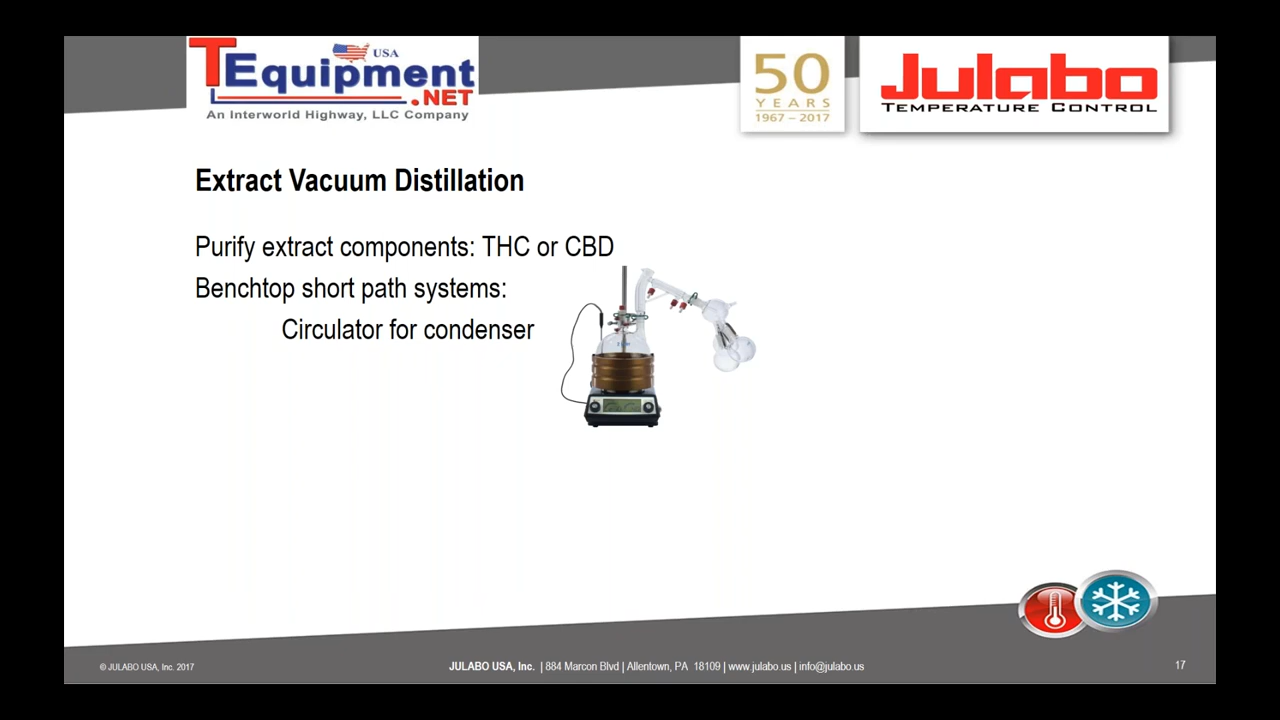 USA
TEquipment
.NET
An Interworld Highway, LLC Company
50
YEARS
1967 – 2017
Julabo
TEMPERATURE CONTROL
Extract Vacuum Distillation
Purify extract components: THC or CBD
Benchtop short path systems:
Circulator for condenser
© JULABO USA, Inc. 2017
JULABO USA, Inc. | 884 Marcon Blvd | Allentown, PA 18109 | www.julabo.us | info@julabo.us
17